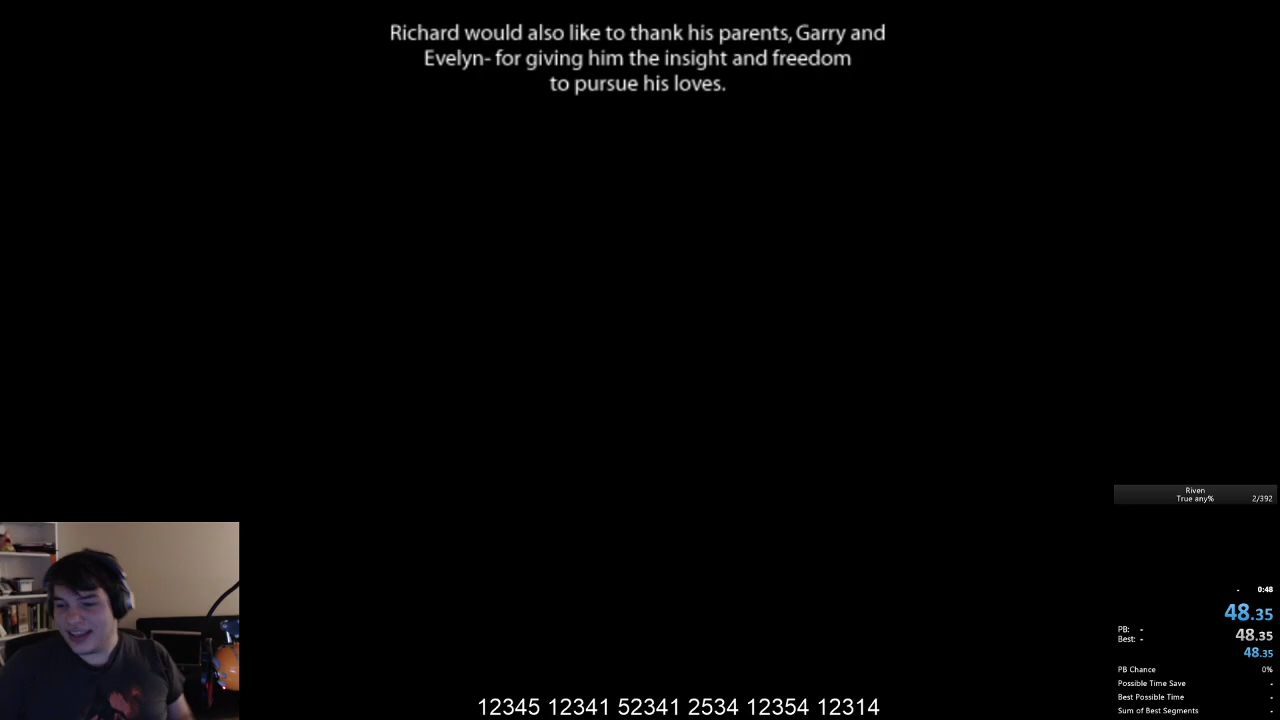 Richard would also like to thank his parents, Garry and
Evelyn- for giving him the insight and freedom
to pursue his loves.
Riven
True any% 2/392
- 0:48
48.35
PB: - 48.35
Best: -
48.35
PB Chance 0%
Possible Time Save -
Best Possible Time -
Sum of Best Segments -
12345 12341 52341 2534 12354 12314